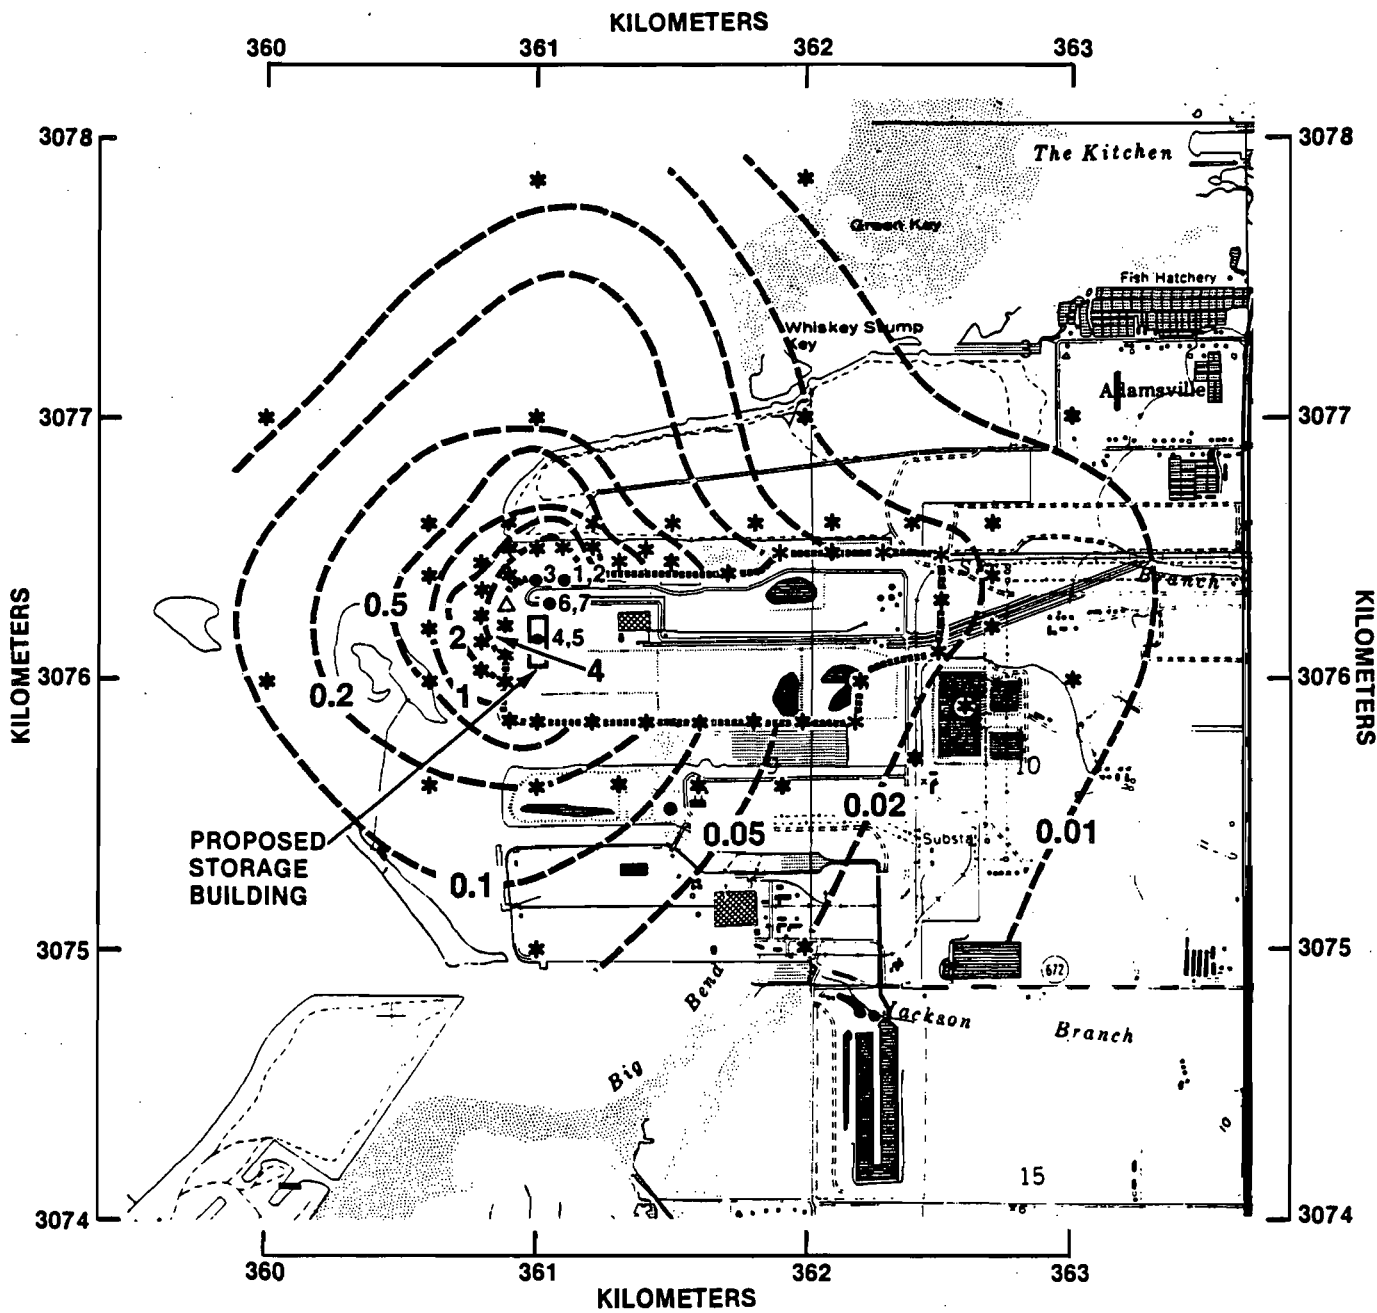 KILOMETERS
360 361 362 363
3078 3078
The Kitchen
Green Key
Fish Hatchery
Whiskey Stump
Key
Adamsville
3077 3077
0.5
3 1,2
6,7
2
4,5
4
1
0.2
Branch
KILOMETERS
KILOMETERS
3076 3076
10
0.02
0.05
0.01
Substa
PROPOSED
STORAGE
BUILDING
0.1
3075 3075
672
Bend
Jackson
Branch
Big
10
15
3074 3074
360 361 362 363
KILOMETERS